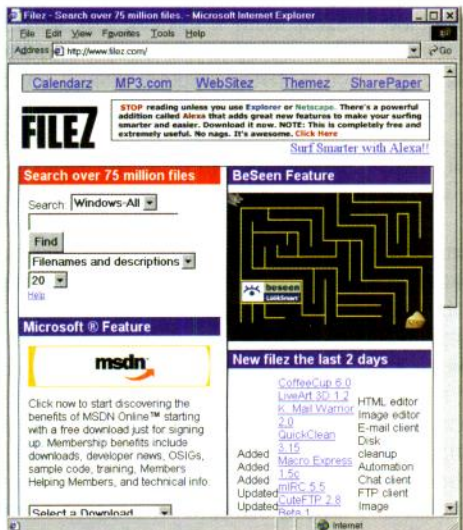 Filez - Search over 75 million files. - Microsoft Internet Explorer
File Edit View Favorites Tools Help
Address http://www.filez.com/ Go
Calendarz MP3.com WebSitez Themez SharePaper
FILEZ
STOP reading unless you use Explorer or Netscape. There's a powerful
addition called Alexa that adds great new features to make your surfing
smarter and easier. Download it now. NOTE: This is completely free and
extremely useful. No nags. It's awesome. Click Here
Surf Smarter with Alexa!!
Search over 75 million files
Search: Windows-All
Find
Filenames and descriptions
20
Help
Microsoft ® Feature
msdn
Click now to start discovering the
benefits of MSDN Online™ starting
with a free download just for signing
up. Membership benefits include
downloads, developer news, OSIGs,
sample code, training, Members
Helping Members, and technical info.
Select a Download
BeSeen Feature
beseen
LookSmart
New filez the last 2 days
CoffeeCup 6.0
LiveArt 3D 1.2
K. Mail Warrior
2.0
QuickClean
3.15
Macro Express
1.5c
mIRC 5.5
CuteFTP 2.8
Beta 1
Added
Added
Added
Updated
Updated
HTML editor
Image editor
E-mail client
Disk
cleanup
Automation
Chat client
FTP client
Image
Internet